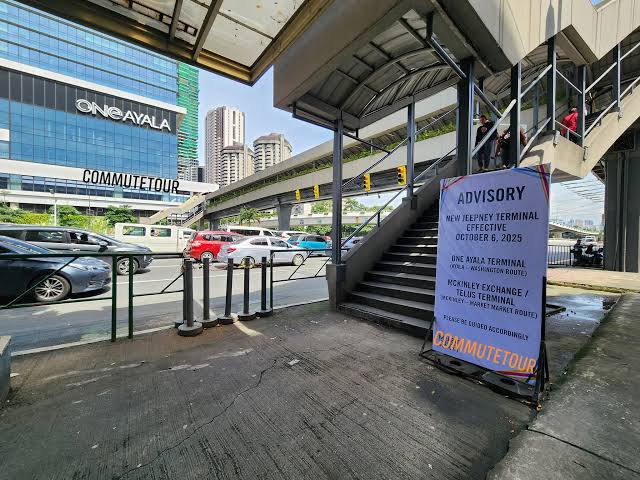 ONE AYALA
COMMUTETOUR
ADVISORY
NEW JEEPNEY TERMINAL
EFFECTIVE
OCTOBER 6, 2025
ONE AYALA TERMINAL
(AYALA - WASHINGTON ROUTE)
MCKINLEY EXCHANGE /
TELUS TERMINAL
(MCKINLEY - MARKET MARKET ROUTE)
PLEASE BE GUIDED ACCORDINGLY
COMMUTETOUR